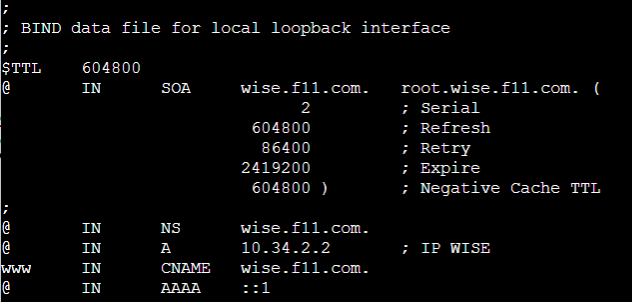 ;
; BIND data file for local loopback interface
;
$TTL    604800
@       IN      SOA     wise.f11.com.   root.wise.f11.com. (
                              2         ; Serial
                         604800         ; Refresh
                          86400         ; Retry
                        2419200         ; Expire
                         604800 )       ; Negative Cache TTL
;
@       IN      NS      wise.f11.com.
@       IN      A       10.34.2.2       ; IP WISE
www     IN      CNAME   wise.f11.com.
@       IN      AAAA    ::1